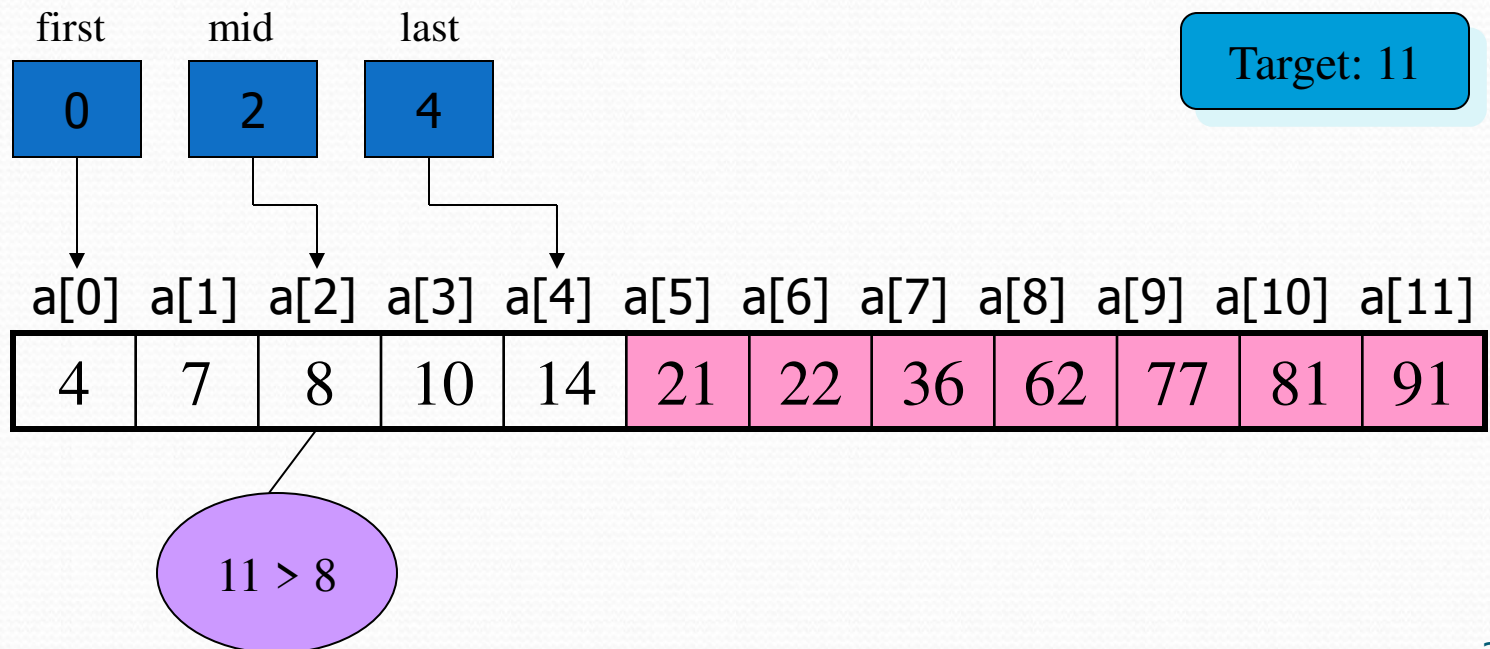 first mid last
Target: 11
0 2 4
a[0] a[1] a[2] a[3] a[4] a[5] a[6] a[7] a[8] a[9] a[10] a[11]
4 7 8 10 14 21 22 36 62 77 81 91
11 > 8